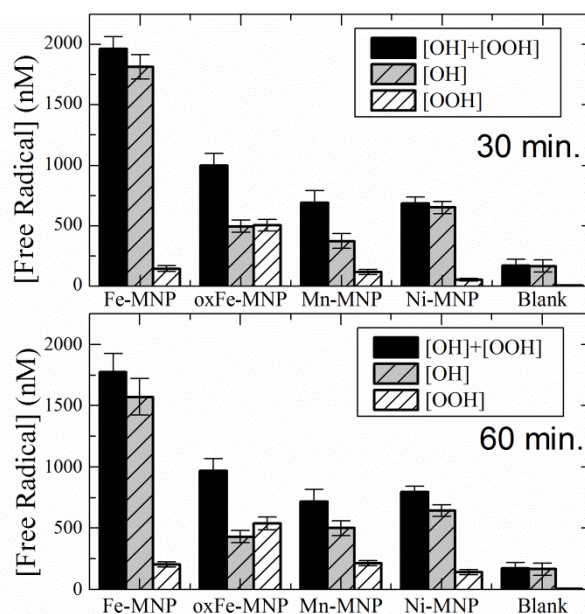 [Free Radical] (nM)
2000
1500
1000
500
0
[OH]+[OOH]
[OH]
[OOH]
30 min.
Fe-MNP oxFe-MNP Mn-MNP Ni-MNP Blank
[Free Radical] (nM)
2000
1500
1000
500
0
[OH]+[OOH]
[OH]
[OOH]
60 min.
Fe-MNP oxFe-MNP Mn-MNP Ni-MNP Blank